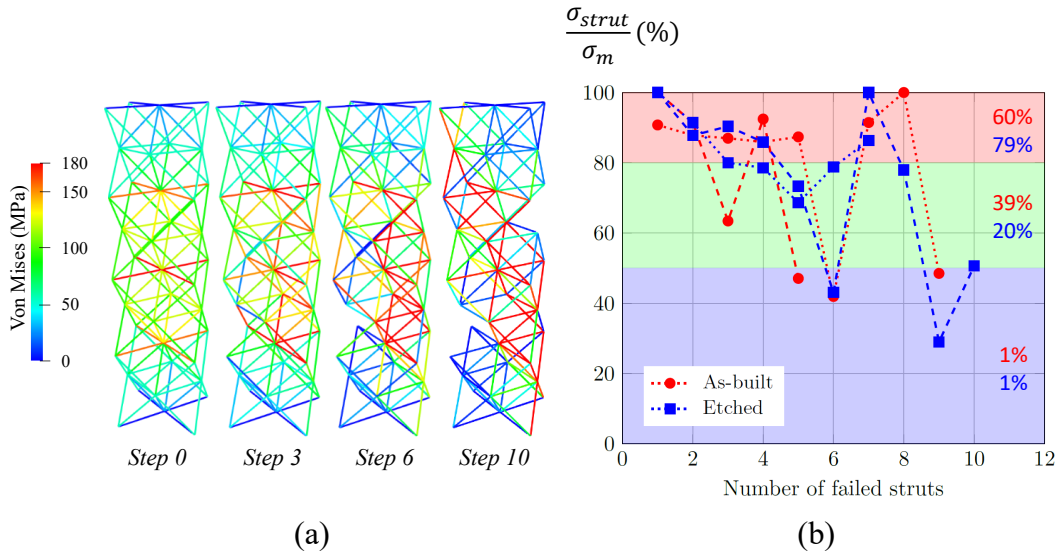 Von Mises (MPa)
180
150
100
50
0
Step 0
Step 3
Step 6
Step 10
(a)
σ_strut/σ_m (%)
100
80
60
40
20
0
60%
79%
39%
20%
1%
1%
As-built
Etched
0
2
4
6
8
10
12
Number of failed struts
(b)